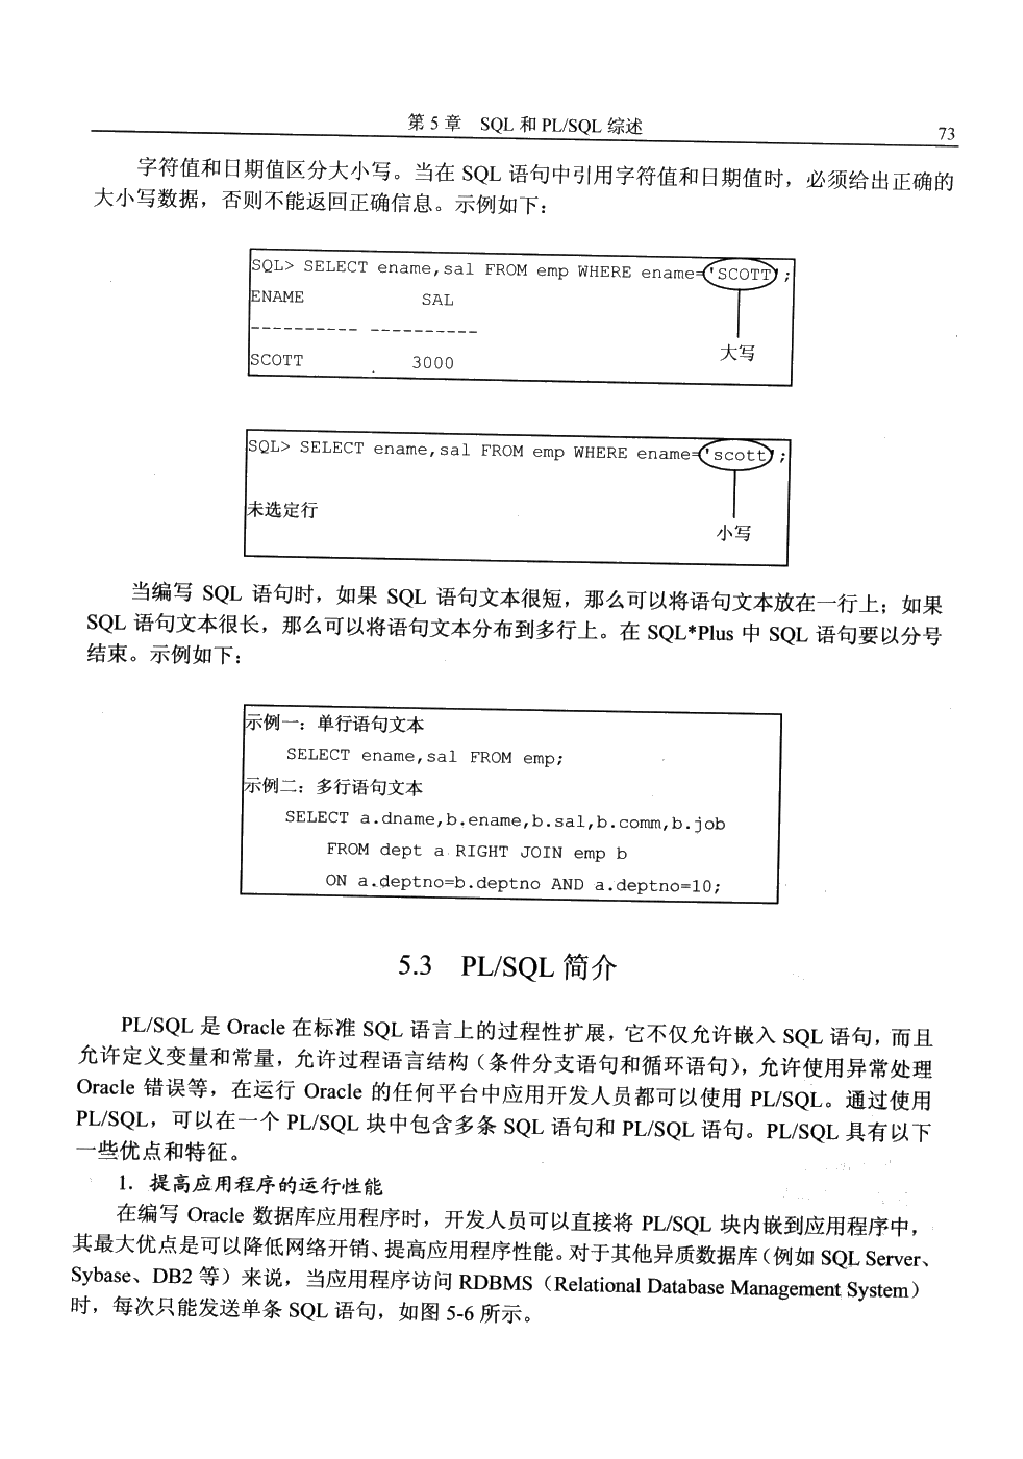 第 5 章 SQL 和 PL/SQL 综述
73
字符值和日期值区分大小写。当在 SQL 语句中引用字符值和日期值时，必须给出正确的
大小写数据，否则不能返回正确信息。示例如下：
SQL> SELECT ename,sal FROM emp WHERE ename='SCOTT';
ENAME SAL
---------- ----------
SCOTT 3000
大写
SQL> SELECT ename,sal FROM emp WHERE ename='scott';
未选定行
小写
当编写 SQL 语句时，如果 SQL 语句文本很短，那么可以将语句文本放在一行上；如果
SQL 语句文本很长，那么可以将语句文本分布到多行上。在 SQL*Plus 中 SQL 语句要以分号
结束。示例如下：
示例一：单行语句文本
SELECT ename,sal FROM emp;
示例二：多行语句文本
SELECT a.dname,b.ename,b.sal,b.comm,b.job
FROM dept a RIGHT JOIN emp b
ON a.deptno=b.deptno AND a.deptno=10;
5.3 PL/SQL 简介
PL/SQL 是 Oracle 在标准 SQL 语言上的过程性扩展，它不仅允许嵌入 SQL 语句，而且
允许定义变量和常量，允许过程语言结构（条件分支语句和循环语句），允许使用异常处理
Oracle 错误等，在运行 Oracle 的任何平台中应用开发人员都可以使用 PL/SQL。通过使用
PL/SQL，可以在一个 PL/SQL 块中包含多条 SQL 语句和 PL/SQL 语句。PL/SQL 具有以下
一些优点和特征。
1．提高应用程序的运行性能
在编写 Oracle 数据库应用程序时，开发人员可以直接将 PL/SQL 块内嵌到应用程序中，
其最大优点是可以降低网络开销、提高应用程序性能。对于其他异质数据库（例如 SQL Server、
Sybase、DB2 等）来说，当应用程序访问 RDBMS（Relational Database Management System）
时，每次只能发送单条 SQL 语句，如图 5-6 所示。